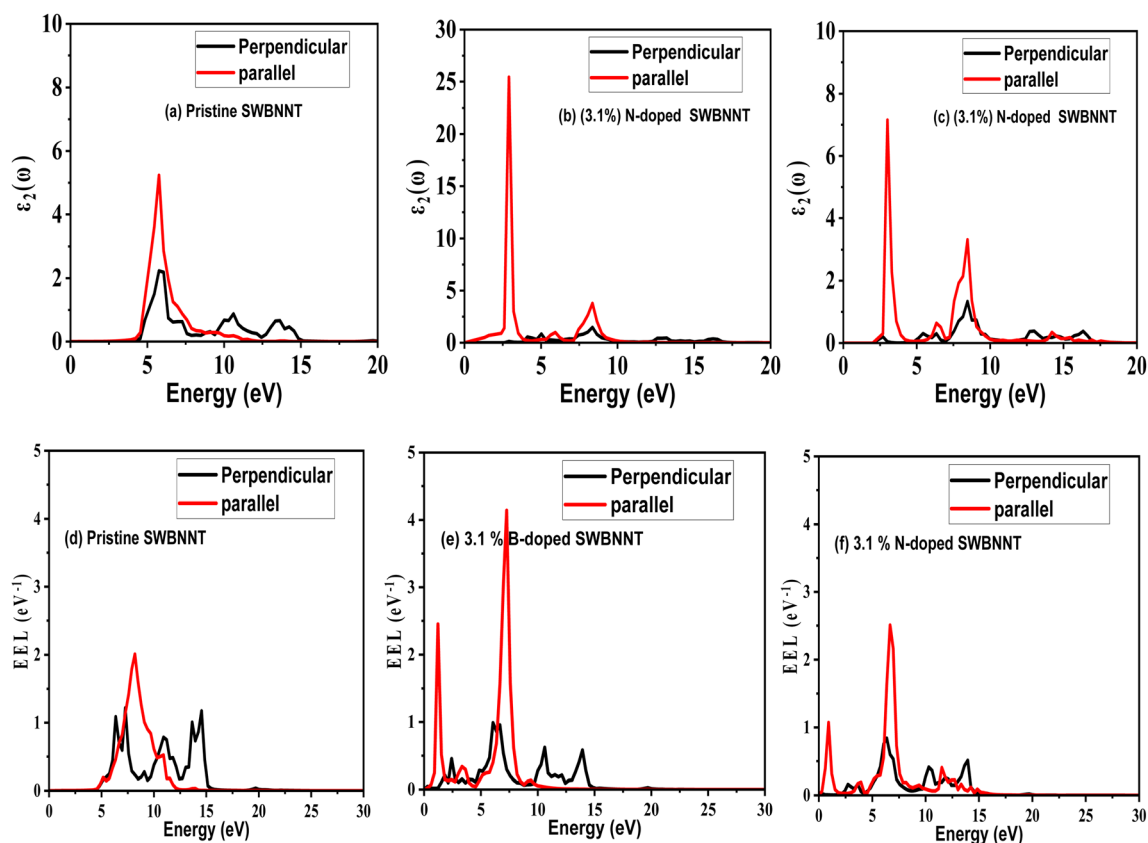 10
8
6
4
2
0
0 5 10 15 20
ε₂(ω)
Energy (eV)
Perpendicular
parallel
(a) Pristine SWBNNT
30
25
20
15
10
5
0
0 5 10 15 20
ε₂(ω)
Energy (eV)
Perpendicular
parallel
(b) (3.1%) N-doped SWBNNT
10
8
6
4
2
0
0 5 10 15 20
ε₂(ω)
Energy (eV)
Perpendicular
parallel
(c) (3.1%) N-doped SWBNNT
5
4
3
2
1
0
0 5 10 15 20 25 30
EEL (eV⁻¹)
Energy (eV)
Perpendicular
parallel
(d) Pristine SWBNNT
5
4
3
2
1
0
0 5 10 15 20 25 30
EEL (eV⁻¹)
Energy (eV)
Perpendicular
parallel
(e) 3.1 % B-doped SWBNNT
5
4
3
2
1
0
0 5 10 15 20 25 30
EEL (eV⁻¹)
Energy (eV)
Perpendicular
parallel
(f) 3.1 % N-doped SWBNNT